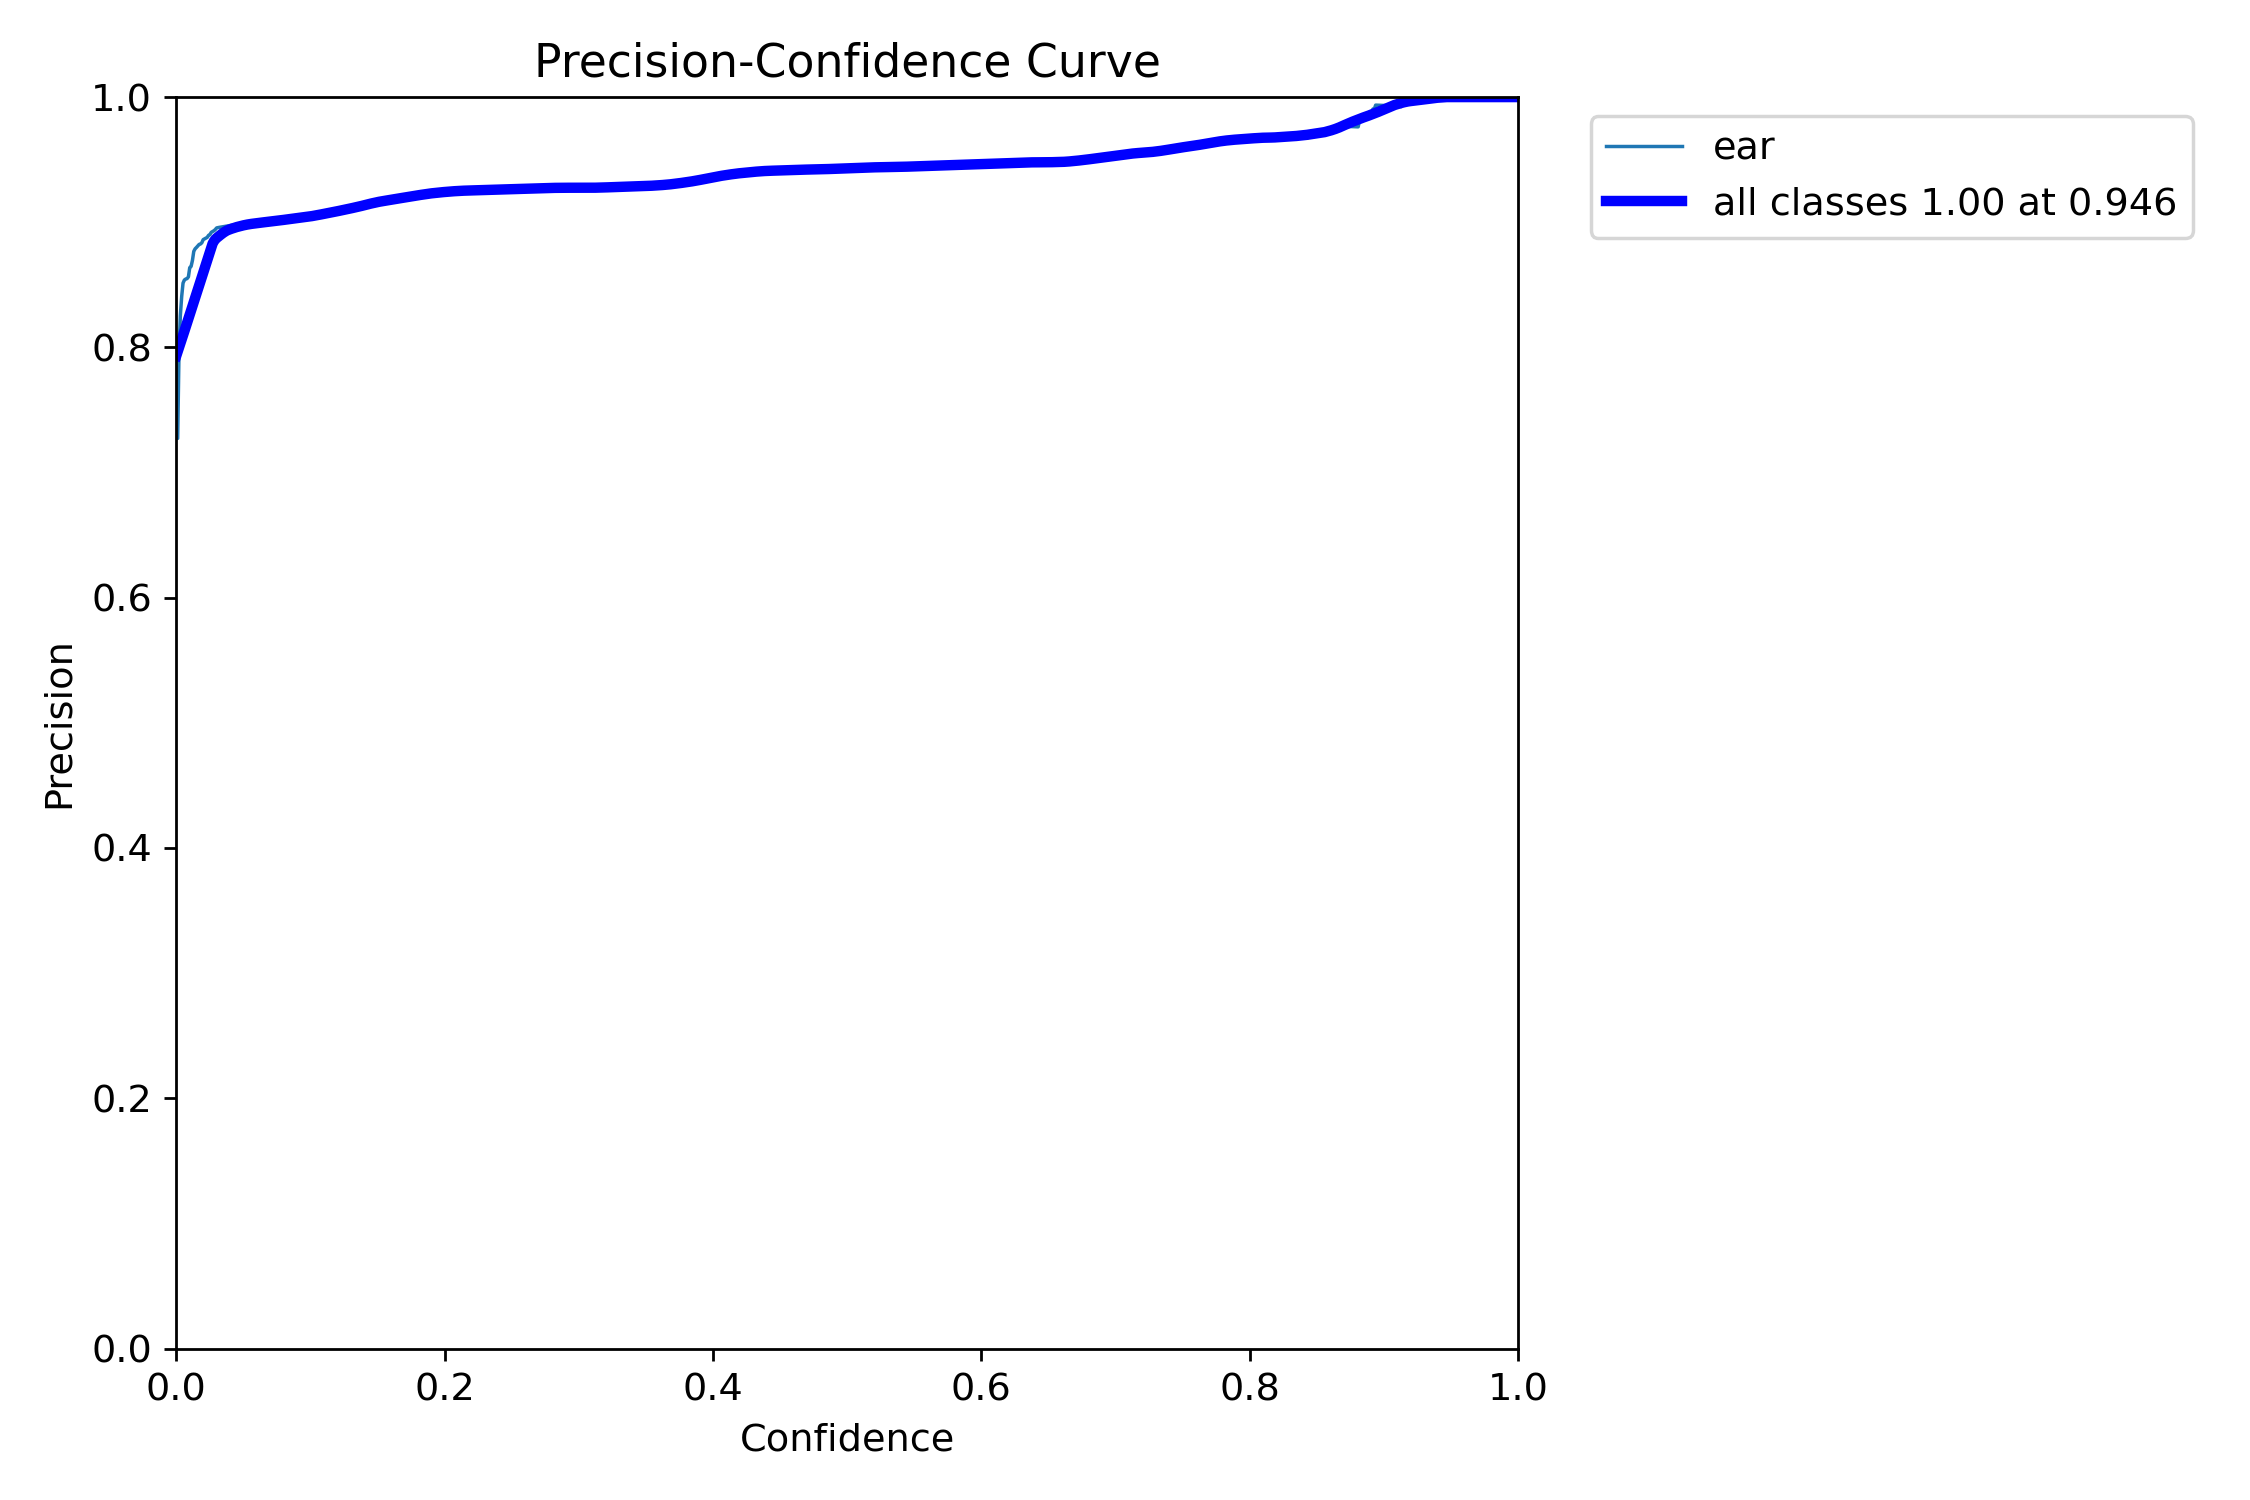 Precision-Confidence Curve
1.0
0.8
0.6
0.4
0.2
0.0
Precision
0.0 0.2 0.4 0.6 0.8 1.0
Confidence
ear
all classes 1.00 at 0.946